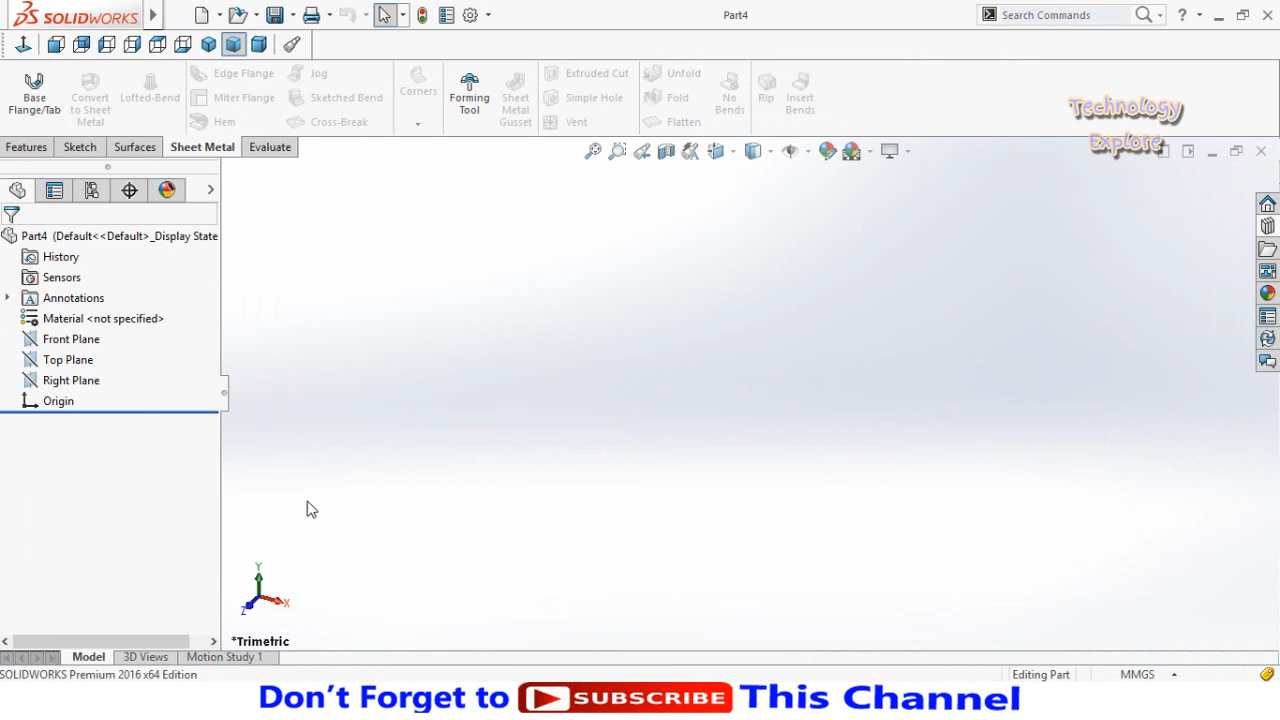 SOLIDWORKS
Part4
Search Commands
Base Flange/Tab
Convert to Sheet Metal
Lofted-Bend
Edge Flange
Miter Flange
Hem
Jog
Sketched Bend
Cross-Break
Corners
Forming Tool
Sheet Metal Gusset
Extruded Cut
Simple Hole
Vent
Unfold
Fold
Flatten
No Bends
Rip
Insert Bends
Technology
Explore
Features
Sketch
Surfaces
Sheet Metal
Evaluate
Part4 (Default<<Default>_Display State
History
Sensors
Annotations
Material <not specified>
Front Plane
Top Plane
Right Plane
Origin
Y
Z
X
*Trimetric
Model
3D Views
Motion Study 1
SOLIDWORKS Premium 2016 x64 Edition
Editing Part
MMGS
Don't Forget to SUBSCRIBE This Channel